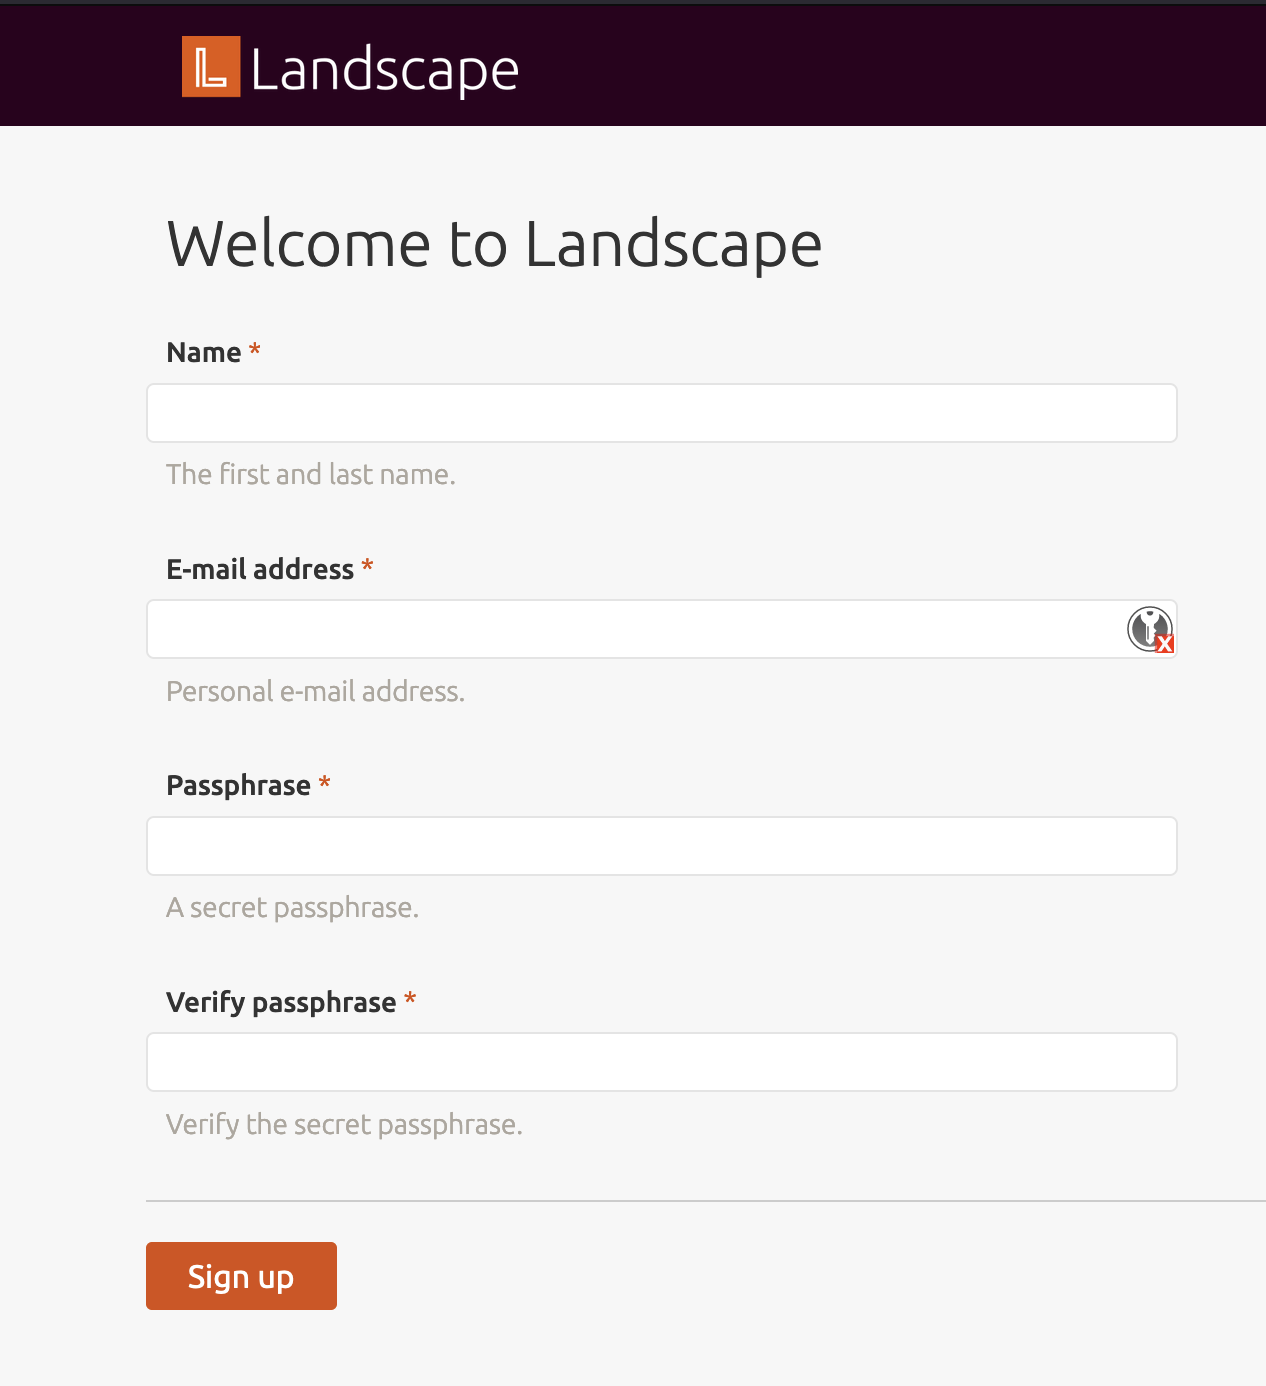 Landscape
Welcome to Landscape
Name *
The first and last name.
E-mail address *
X
Personal e-mail address.
Passphrase *
A secret passphrase.
Verify passphrase *
Verify the secret passphrase.
Sign up